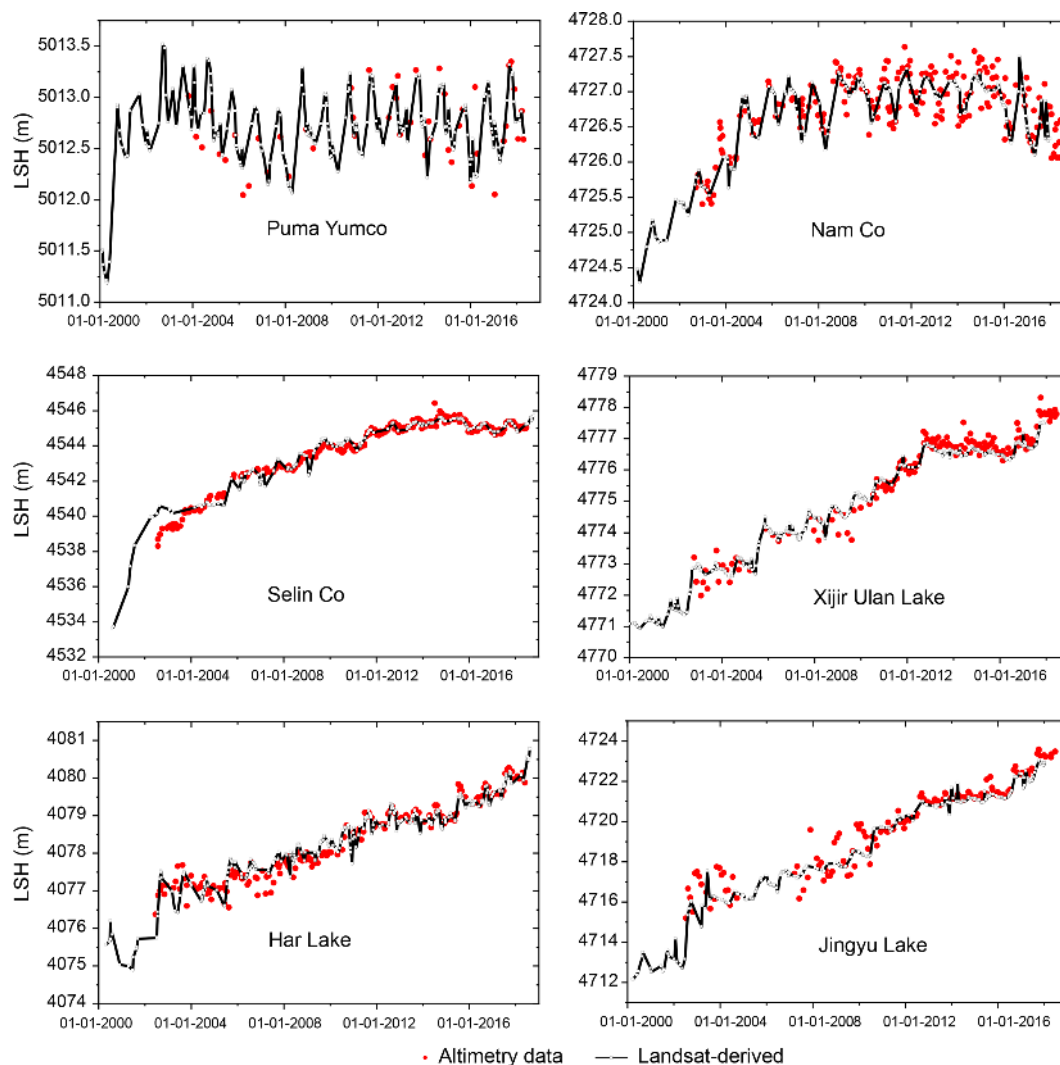 LSH (m)
5013.5
5013.0
5012.5
5012.0
5011.5
5011.0
Puma Yumco
01-01-2000 01-01-2004 01-01-2008 01-01-2012 01-01-2016
4728.0
4727.0
4726.0
4725.0
4724.0
Nam Co
01-01-2000 01-01-2004 01-01-2008 01-01-2012 01-01-2016
LSH (m)
4548
4546
4544
4542
4540
4538
4536
4534
4532
Selin Co
01-01-2000 01-01-2004 01-01-2008 01-01-2012 01-01-2016
4779
4778
4777
4776
4775
4774
4773
4772
4771
4770
Xijir Ulan Lake
01-01-2000 01-01-2004 01-01-2008 01-01-2012 01-01-2016
LSH (m)
4081
4080
4079
4078
4077
4076
4075
4074
Har Lake
01-01-2000 01-01-2004 01-01-2008 01-01-2012 01-01-2016
4724
4722
4720
4718
4716
4714
4712
Jingyu Lake
01-01-2000 01-01-2004 01-01-2008 01-01-2012 01-01-2016
Altimetry data Landsat-derived